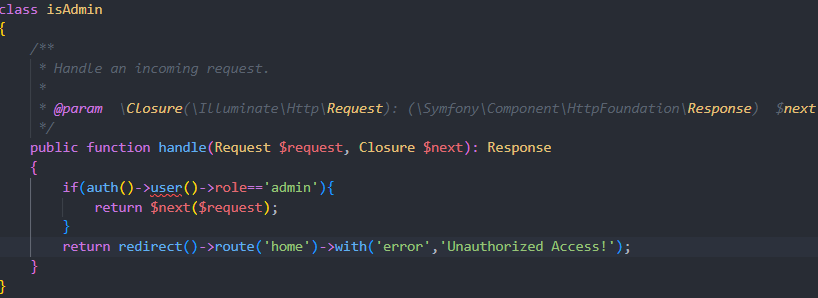 class isAdmin
{
    /**
     * Handle an incoming request.
     *
     * @param  \Closure(\Illuminate\Http\Request): (\Symfony\Component\HttpFoundation\Response)  $next
     */
    public function handle(Request $request, Closure $next): Response
    {
        if(auth()->user()->role=='admin'){
            return $next($request);
        }
        return redirect()->route('home')->with('error','Unauthorized Access!');
    }
}